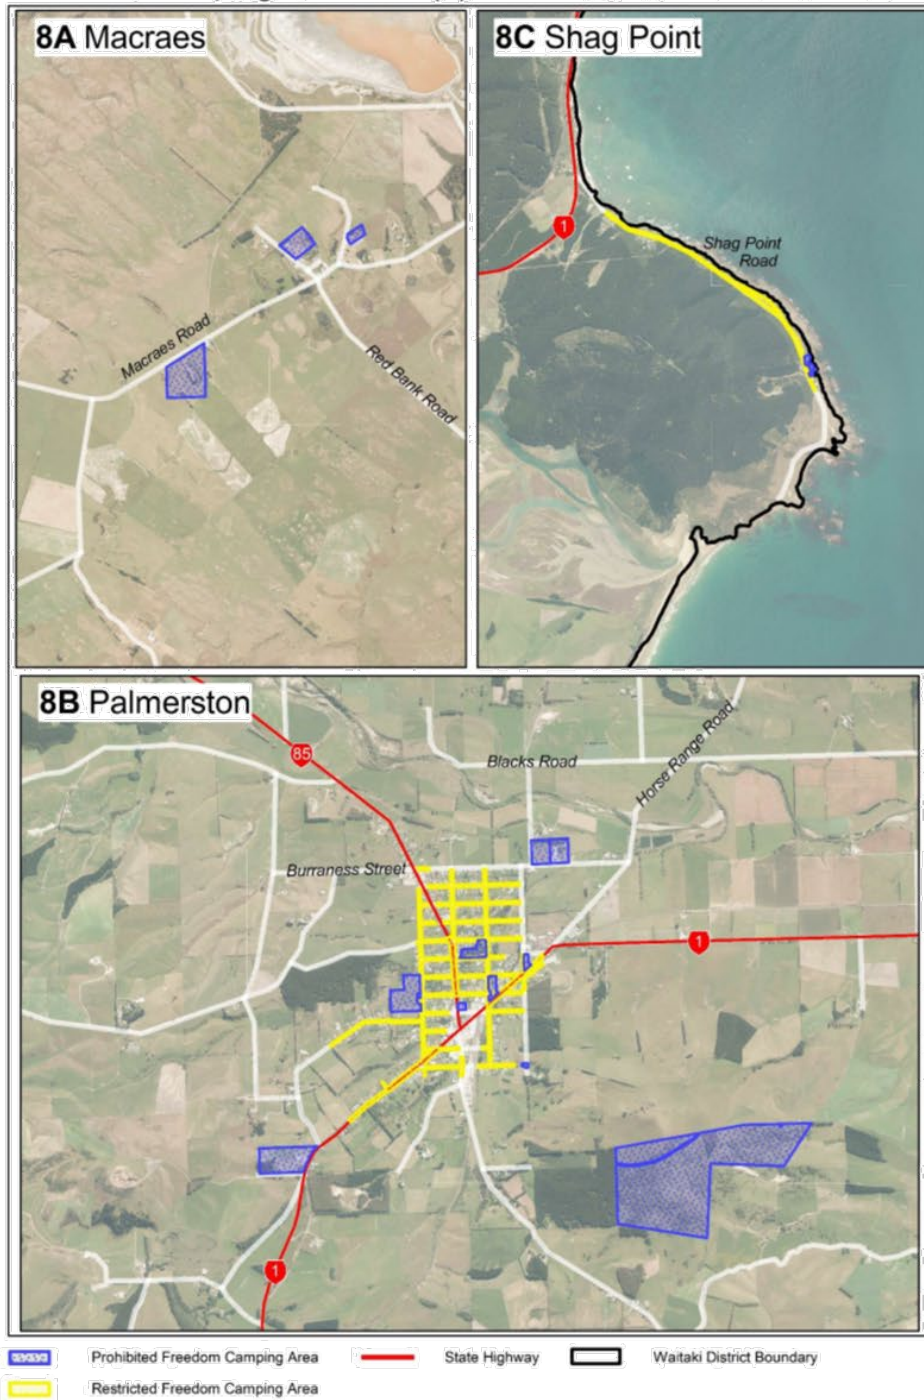 8A Macraes
Macraes Road
Red Bank Road
8C Shag Point
1
Shag Point
Road
8B Palmerston
85
Blacks Road
Horse Range Road
Burraness Street
1
1
Prohibited Freedom Camping Area
State Highway
Waitaki District Boundary
Restricted Freedom Camping Area